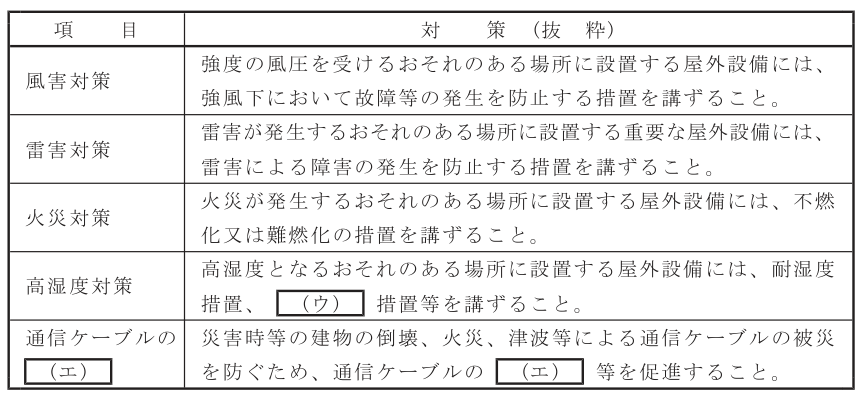 項目 対策（抜粋）
風害対策
強度の風圧を受けるおそれのある場所に設置する屋外設備には、
強風下において故障等の発生を防止する措置を講ずること。
雷害対策
雷害が発生するおそれのある場所に設置する重要な屋外設備には、
雷害による障害の発生を防止する措置を講ずること。
火災対策
火災が発生するおそれのある場所に設置する屋外設備には、不燃
化又は難燃化の措置を講ずること。
高湿度対策
高湿度となるおそれのある場所に設置する屋外設備には、耐湿度
措置、（ウ）措置等を講ずること。
通信ケーブルの
（エ）
災害時等の建物の倒壊、火災、津波等による通信ケーブルの被災
を防ぐため、通信ケーブルの（エ）等を促進すること。